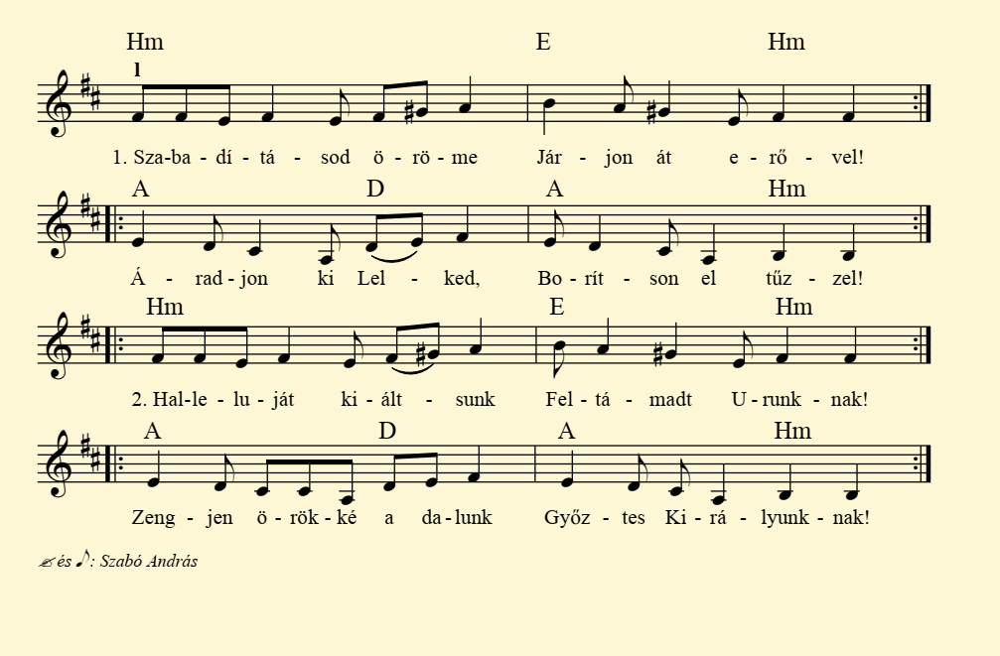 Hm E Hm
l
1. Sza-ba - dí - tá - sod ö - rö - me Jár - jon át e - rő - vel!
A D A Hm
Á - rad - jon ki Lel - ked, Bo - rít - son el tűz - zel!
Hm E Hm
2. Hal-le - lu - ját ki - ált - sunk Fel - tá - madt U - runk - nak!
A D A Hm
Zeng - jen ö - rök - ké a da - lunk Győz - tes Ki - rá - lyunk - nak!
és ♪: Szabó András